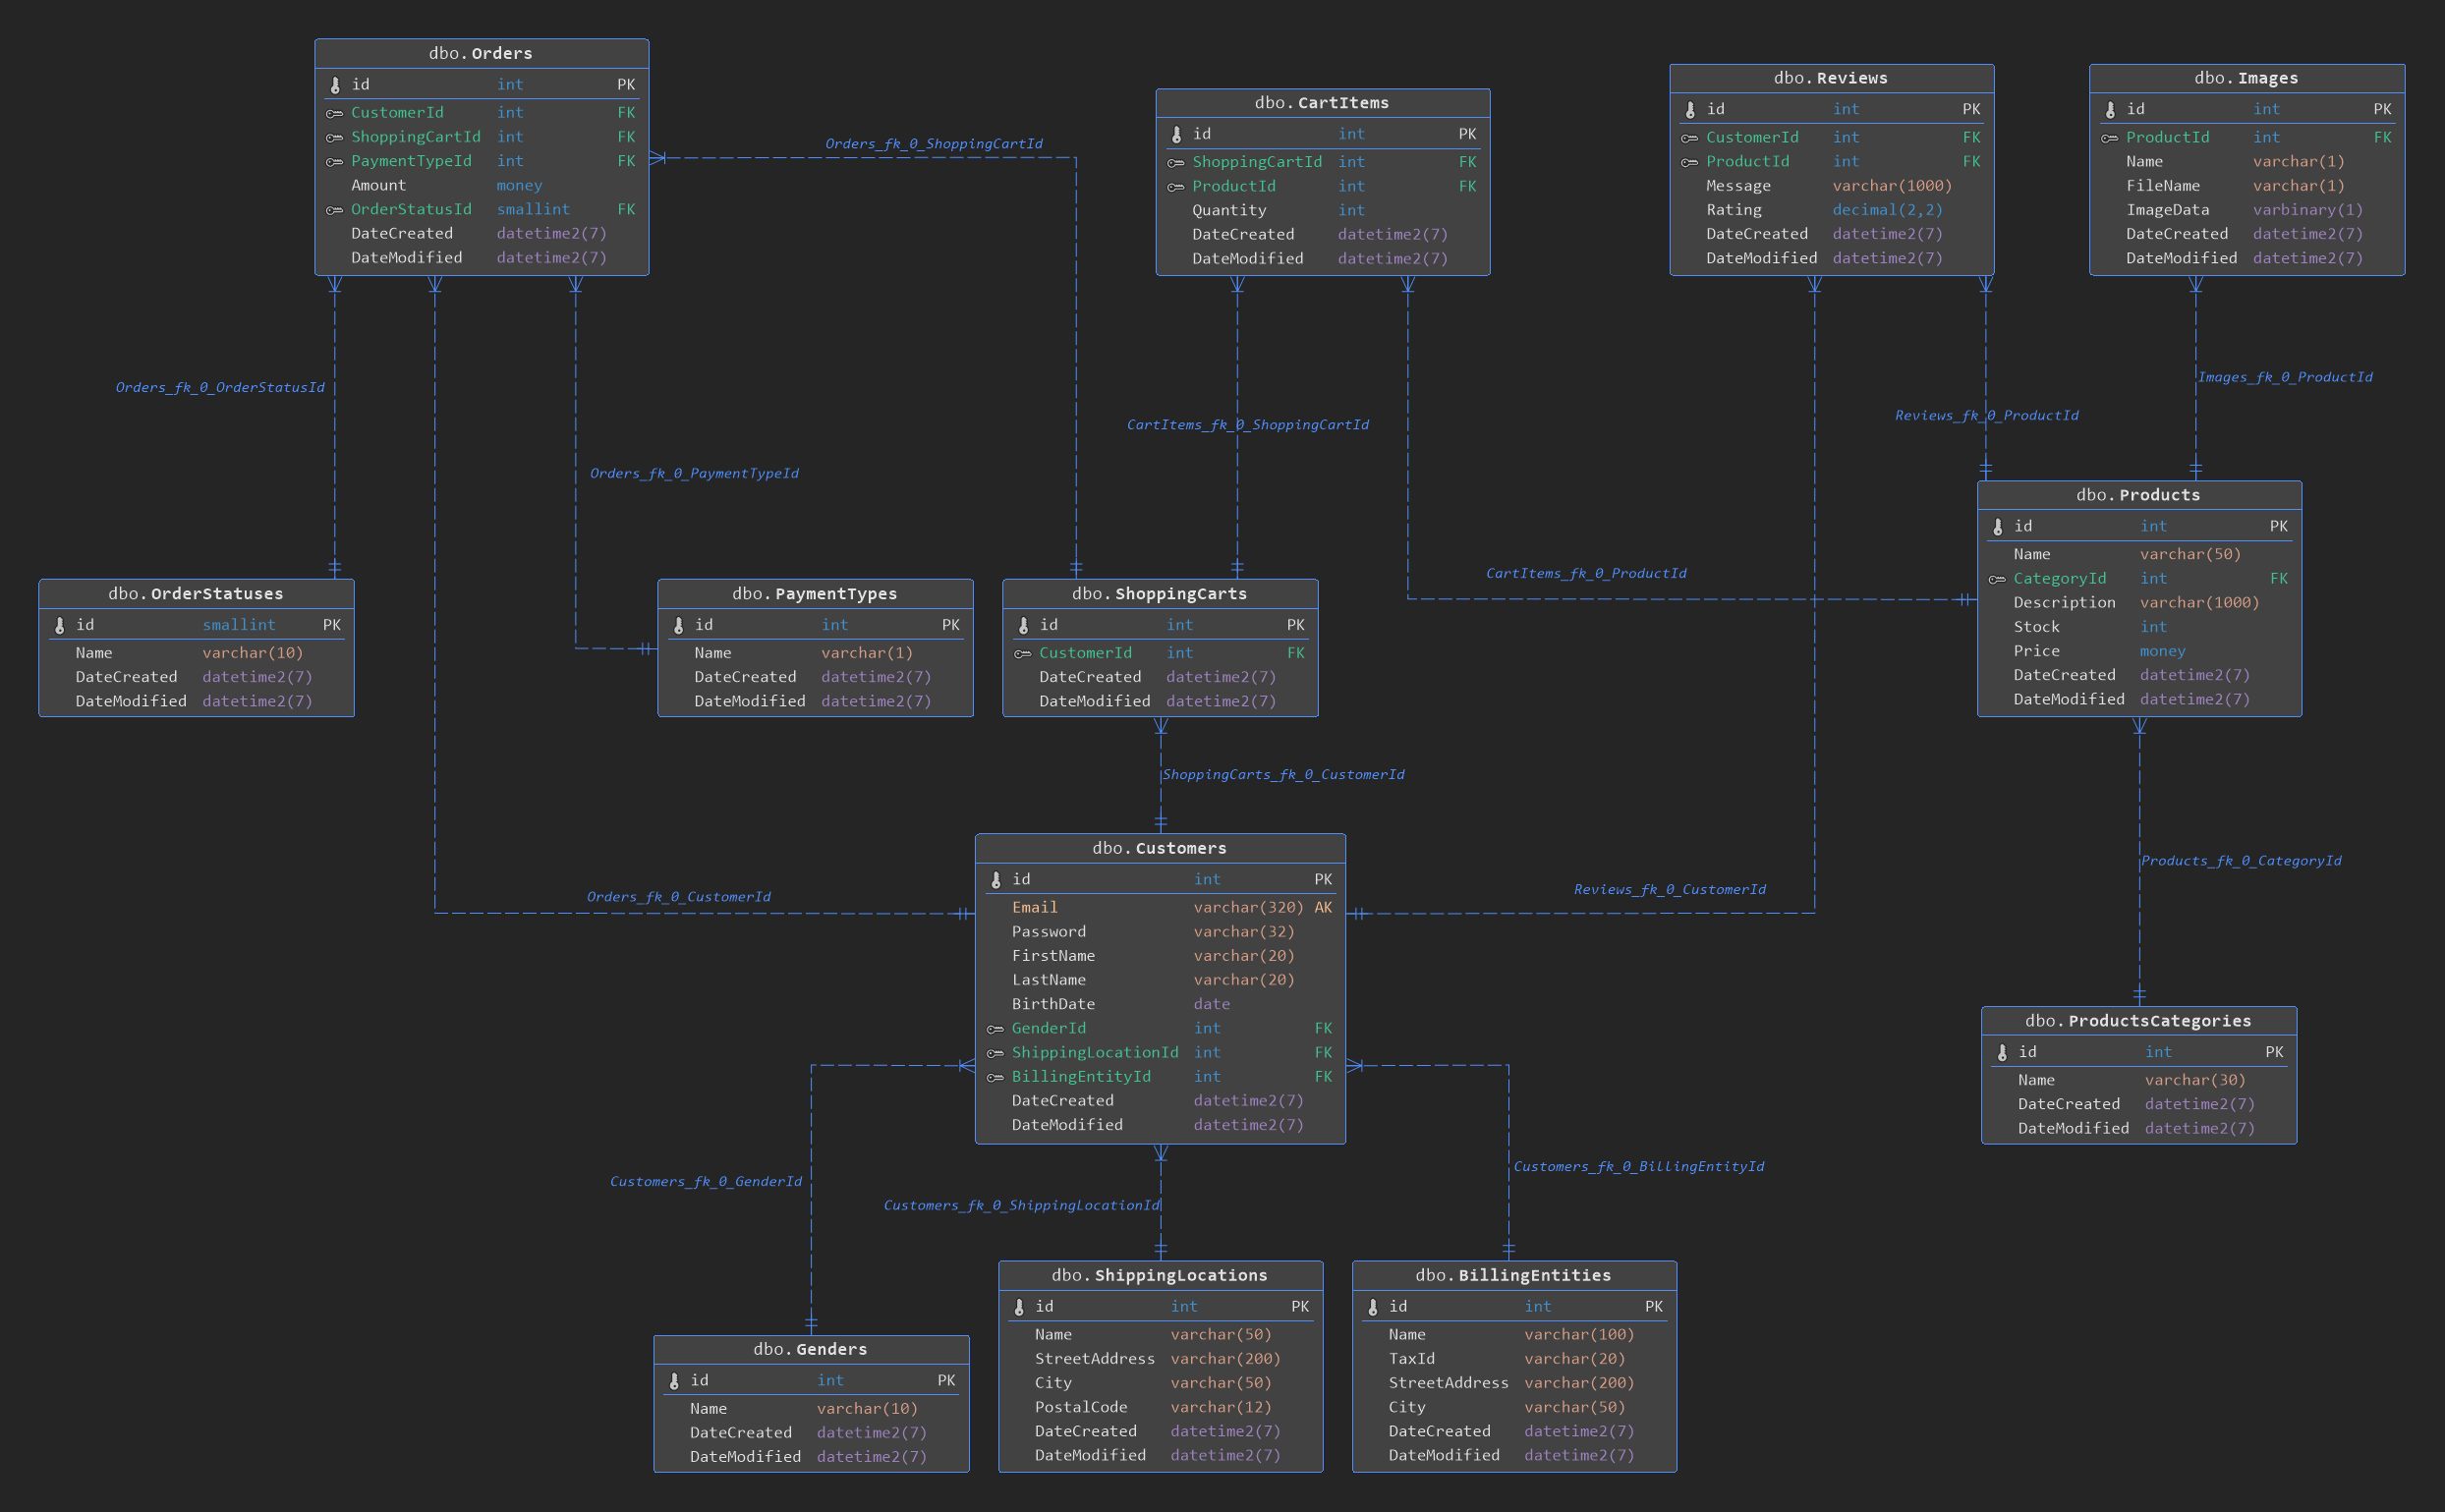 dbo.Orders
id int PK
CustomerId int FK
ShoppingCartId int FK
PaymentTypeId int FK
Amount money
OrderStatusId smallint FK
DateCreated datetime2(7)
DateModified datetime2(7)
Orders_fk_0_ShoppingCartId
dbo.CartItems
id int PK
ShoppingCartId int FK
ProductId int FK
Quantity int
DateCreated datetime2(7)
DateModified datetime2(7)
dbo.Reviews
id int PK
CustomerId int FK
ProductId int FK
Message varchar(1000)
Rating decimal(2,2)
DateCreated datetime2(7)
DateModified datetime2(7)
dbo.Images
id int PK
ProductId int FK
Name varchar(1)
FileName varchar(1)
ImageData varbinary(1)
DateCreated datetime2(7)
DateModified datetime2(7)
Orders_fk_0_OrderStatusId
Orders_fk_0_PaymentTypeId
CartItems_fk_0_ShoppingCartId
Reviews_fk_0_ProductId
Images_fk_0_ProductId
CartItems_fk_0_ProductId
dbo.OrderStatuses
id smallint PK
Name varchar(10)
DateCreated datetime2(7)
DateModified datetime2(7)
dbo.PaymentTypes
id int PK
Name varchar(1)
DateCreated datetime2(7)
DateModified datetime2(7)
dbo.ShoppingCarts
id int PK
CustomerId int FK
DateCreated datetime2(7)
DateModified datetime2(7)
dbo.Products
id int PK
Name varchar(50)
CategoryId int FK
Description varchar(1000)
Stock int
Price money
DateCreated datetime2(7)
DateModified datetime2(7)
ShoppingCarts_fk_0_CustomerId
Orders_fk_0_CustomerId
Reviews_fk_0_CustomerId
Products_fk_0_CategoryId
dbo.Customers
id int PK
Email varchar(320) AK
Password varchar(32)
FirstName varchar(20)
LastName varchar(20)
BirthDate date
GenderId int FK
ShippingLocationId int FK
BillingEntityId int FK
DateCreated datetime2(7)
DateModified datetime2(7)
dbo.ProductsCategories
id int PK
Name varchar(30)
DateCreated datetime2(7)
DateModified datetime2(7)
Customers_fk_0_GenderId
Customers_fk_0_ShippingLocationId
Customers_fk_0_BillingEntityId
dbo.Genders
id int PK
Name varchar(10)
DateCreated datetime2(7)
DateModified datetime2(7)
dbo.ShippingLocations
id int PK
Name varchar(50)
StreetAddress varchar(200)
City varchar(50)
PostalCode varchar(12)
DateCreated datetime2(7)
DateModified datetime2(7)
dbo.BillingEntities
id int PK
Name varchar(100)
TaxId varchar(20)
StreetAddress varchar(200)
City varchar(50)
DateCreated datetime2(7)
DateModified datetime2(7)